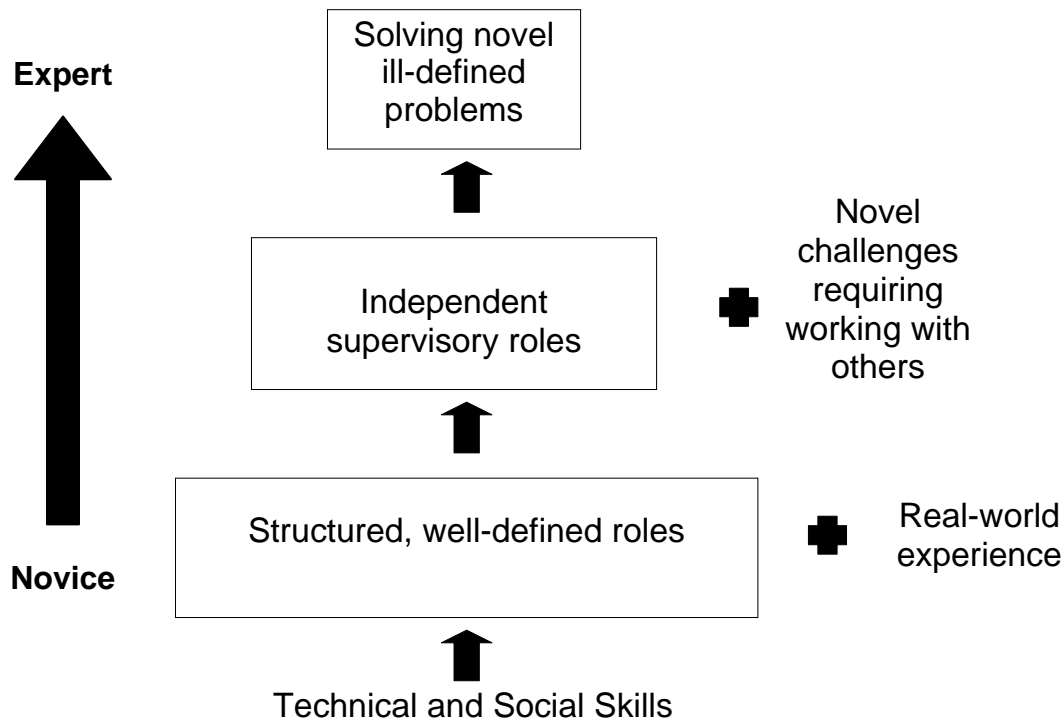 Solving novel
ill-defined
problems
Expert
Novel
challenges
requiring
working with
others
Independent
supervisory roles
Structured, well-defined roles
Real-world
experience
Novice
Technical and Social Skills